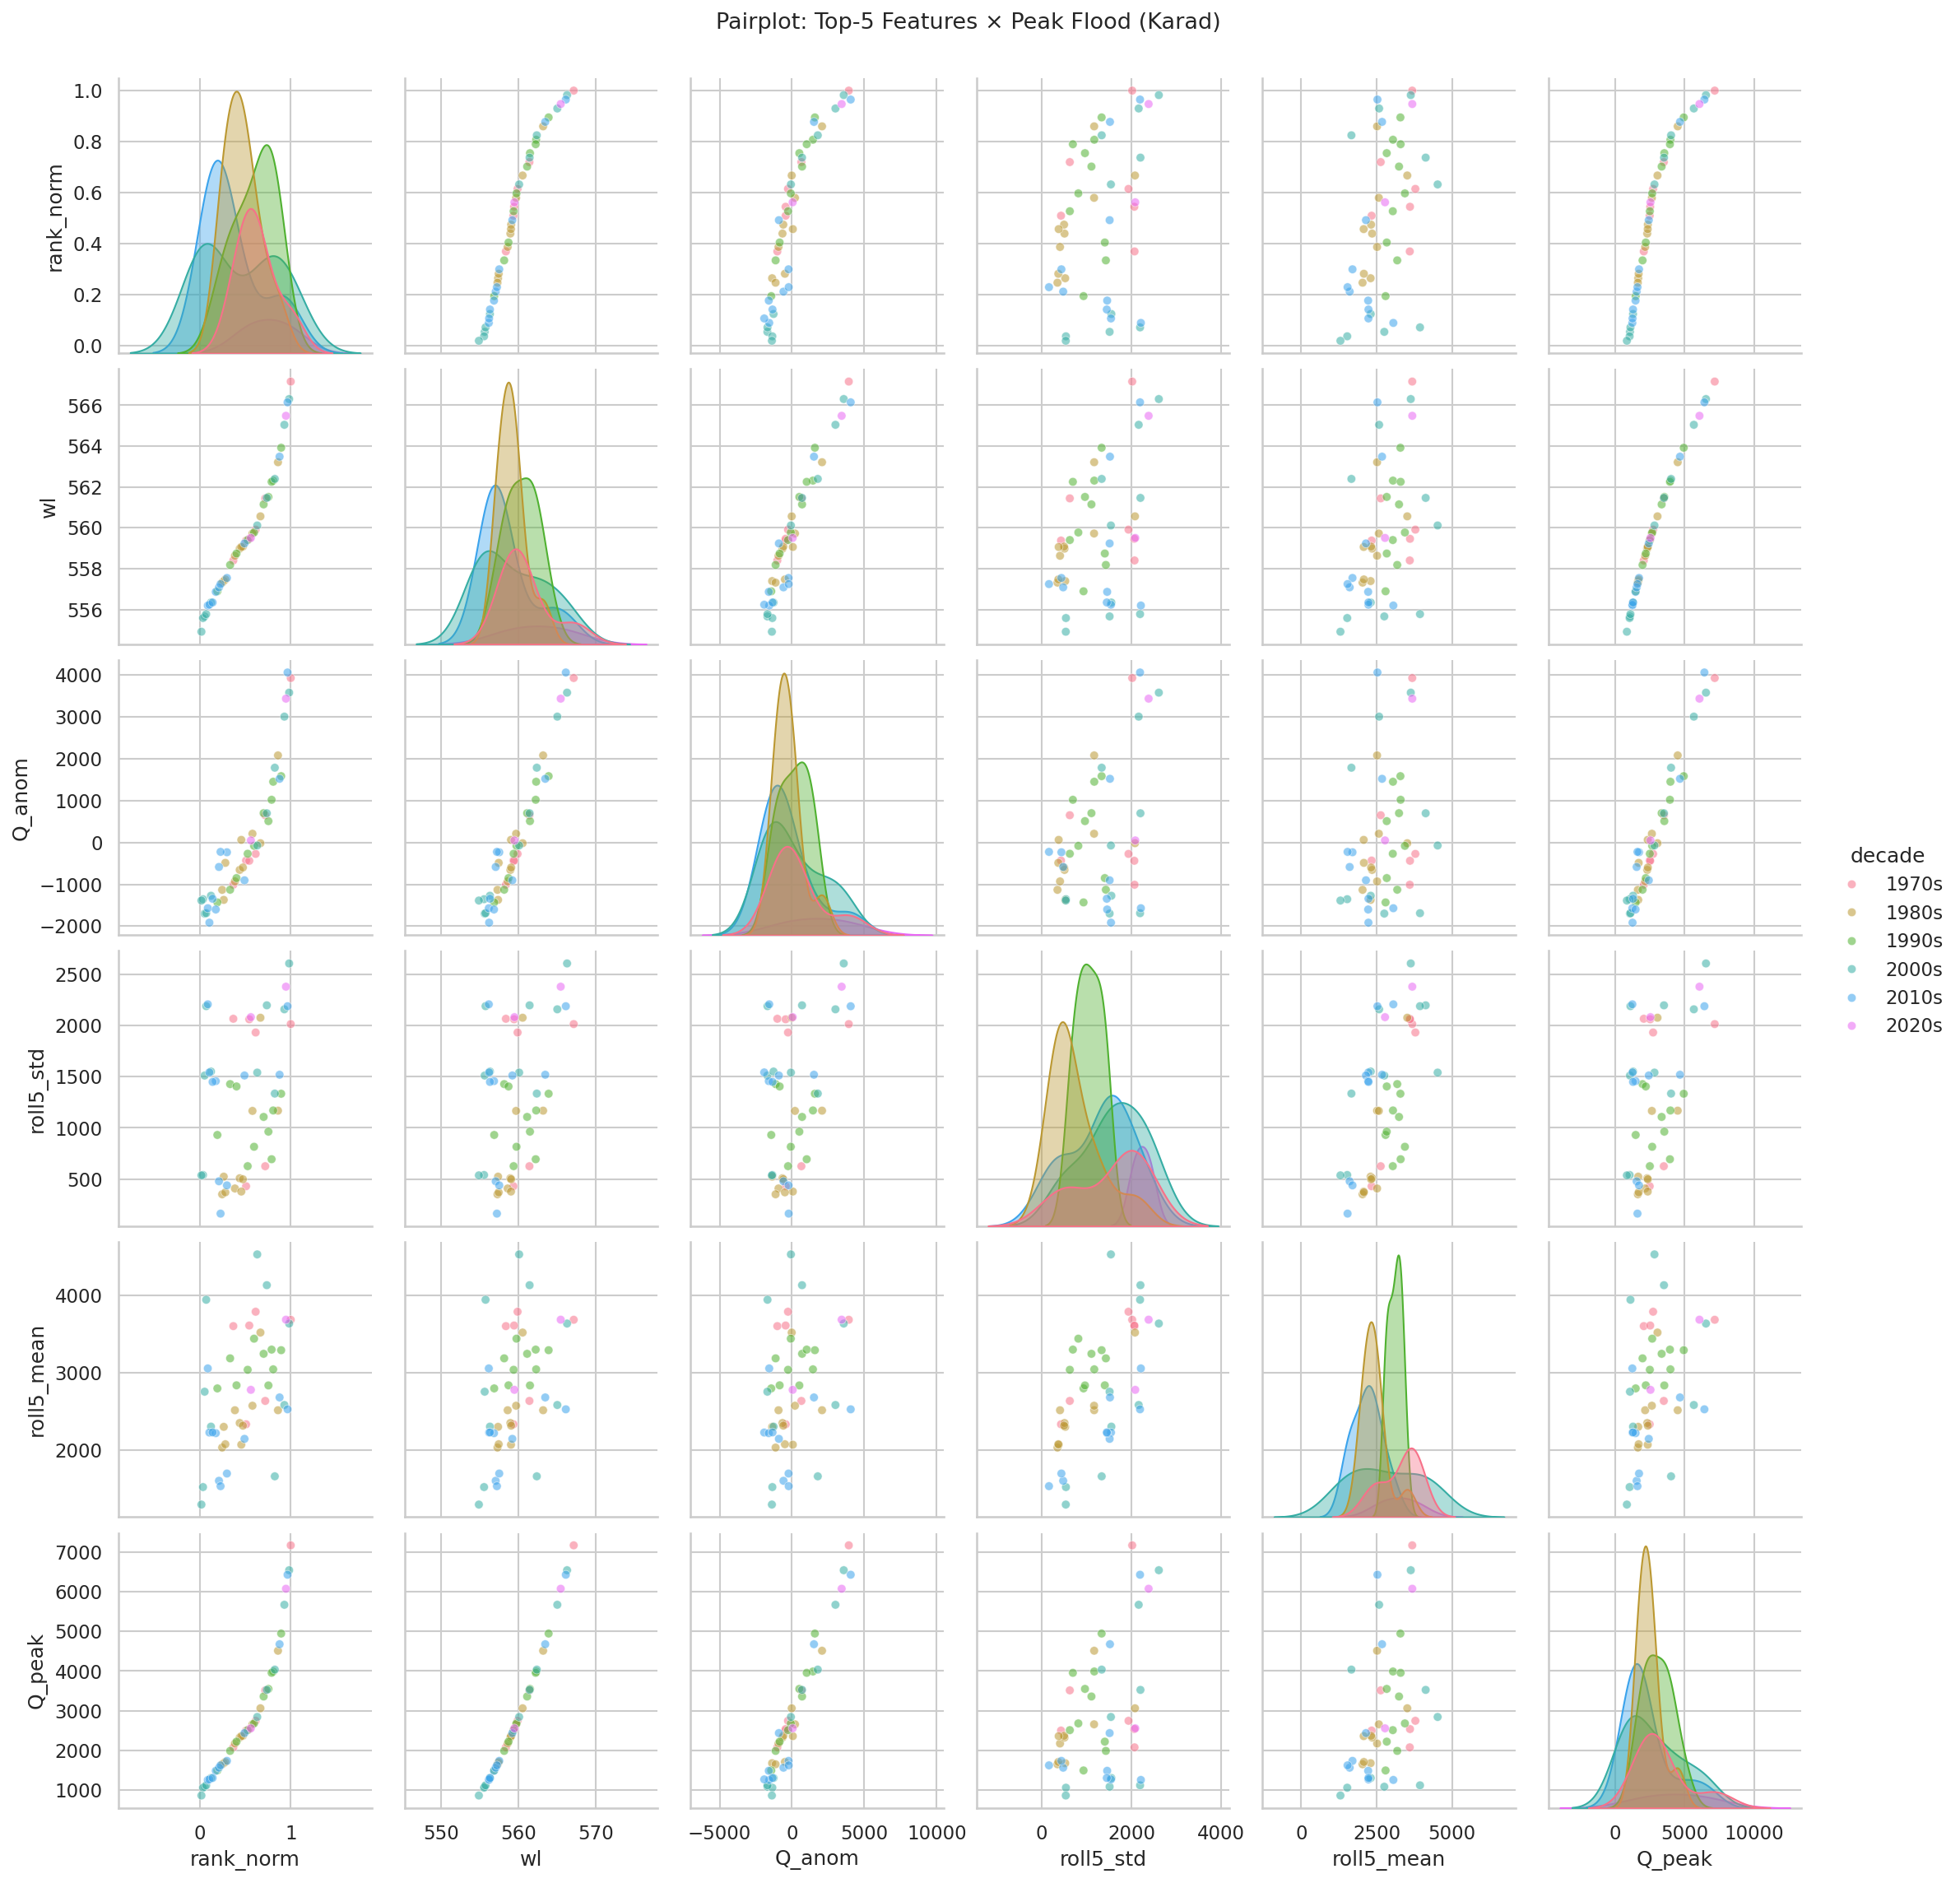 Pairplot: Top-5 Features × Peak Flood (Karad)
rank_norm
1.0
0.8
0.6
0.4
0.2
0.0
wl
566
564
562
560
558
556
Q_anom
4000
3000
2000
1000
0
−1000
−2000
roll5_std
2500
2000
1500
1000
500
roll5_mean
4000
3000
2000
Q_peak
7000
6000
5000
4000
3000
2000
1000
0 1
rank_norm
550 560 570
wl
−5000 0 5000 10000
Q_anom
0 2000 4000
roll5_std
0 2500 5000
roll5_mean
0 5000 10000
Q_peak
decade
1970s
1980s
1990s
2000s
2010s
2020s